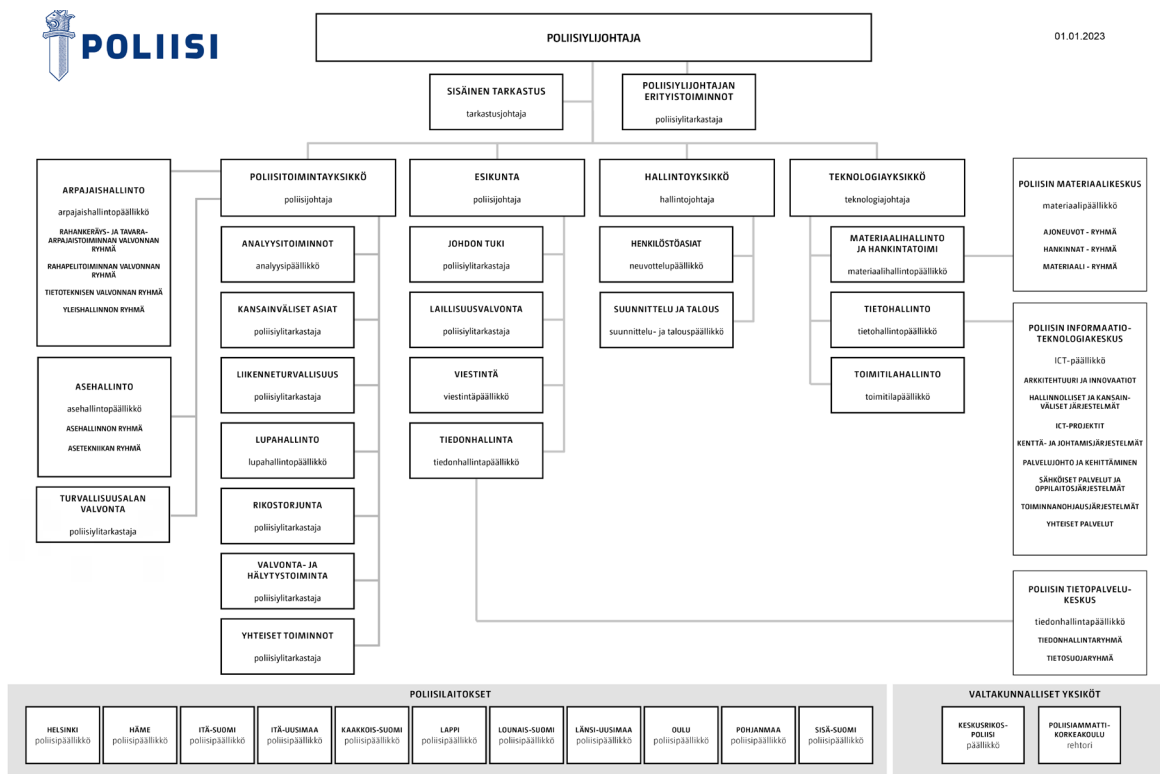 POLIISI
POLIISIYLIJOHTAJA
01.01.2023
SISÄINEN TARKASTUS
tarkastusjohtaja
POLIISIYLIJOHTAJAN
ERITYISTOIMINNOT
poliisiylitarkastaja
ARPAJAISHALLINTO
arpajaishallintopäällikkö
RAHANKERÄYS- JA TAVARA-
ARPAJAISTOIMINNAN VALVONNAN
RYHMÄ
RAHAPELITOIMINNAN VALVONNAN
RYHMÄ
TIETOTEKNISEN VALVONNAN RYHMÄ
YLEISHALLINNON RYHMÄ
ASEHALLINTO
asehallintopäällikkö
ASEHALLINNON RYHMÄ
ASETEKNIIKAN RYHMÄ
TURVALLISUUSALAN
VALVONTA
poliisiylitarkastaja
POLIISITOIMINTAYKSIKKÖ
poliisijohtaja
ANALYYSITOIMINNOT
analyysipäällikkö
KANSAINVÄLISET ASIAT
poliisiylitarkastaja
LIIKENNETURVALLISUUS
poliisiylitarkastaja
LUPAHALLINTO
lupahallintopäällikkö
RIKOSTORJUNTA
poliisiylitarkastaja
VALVONTA- JA
HÄLYTYSTOIMINTA
poliisiylitarkastaja
YHTEISET TOIMINNOT
poliisiylitarkastaja
ESIKUNTA
poliisijohtaja
JOHDON TUKI
poliisiylitarkastaja
LAILLISUUSVALVONTA
poliisiylitarkastaja
VIESTINTÄ
viestintäpäällikkö
TIEDONHALLINTA
tiedonhallintapäällikkö
HALLINTOYKSIKKÖ
hallintojohtaja
HENKILÖSTÖASIAT
neuvottelupäällikkö
SUUNNITTELU JA TALOUS
suunnittelu- ja talouspäällikkö
TEKNOLOGIAYKSIKKÖ
teknologiajohtaja
MATERIAALIHALLINTO
JA HANKINTATOIMI
materiaalihallintopäällikkö
TIETOHALLINTO
tietohallintopäällikkö
TOIMITILAHALLINTO
toimitilapäällikkö
POLIISIN MATERIAALIKESKUS
materiaalipäällikkö
AJONEUVOT - RYHMÄ
HANKINNAT - RYHMÄ
MATERIAALI - RYHMÄ
POLIISIN INFORMAATIO-
TEKNOLOGIAKESKUS
ICT-päällikkö
ARKKITEHTUURI JA INNOVAATIOT
HALLINNOLLISET JA KANSAIN-
VÄLISET JÄRJESTELMÄT
ICT-PROJEKTIT
KENTTÄ- JA JOHTAMISJÄRJESTELMÄT
PALVELUJOHTO JA KEHITTÄMINEN
SÄHKÖISET PALVELUT JA
OPPILAITOSJÄRJESTELMÄT
TOIMINNANOHJAUSJÄRJESTELMÄT
YHTEISET PALVELUT
POLIISIN TIETOPALVELU-
KESKUS
tiedonhallintapäällikkö
TIEDONHALLINTARYHMÄ
TIETOSUOJARYHMÄ
POLIISILAITOKSET
HELSINKI
poliisipäällikkö
HÄME
poliisipäällikkö
ITÄ-SUOMI
poliisipäällikkö
ITÄ-UUSIMAA
poliisipäällikkö
KAAKKOIS-SUOMI
poliisipäällikkö
LAPPI
poliisipäällikkö
LOUNAIS-SUOMI
poliisipäällikkö
LÄNSI-UUSIMAA
poliisipäällikkö
OULU
poliisipäällikkö
POHJANMAA
poliisipäällikkö
SISÄ-SUOMI
poliisipäällikkö
VALTAKUNNALLISET YKSIKÖT
KESKUSRIKOS-
POLIISI
päällikkö
POLIISIAMMATTI-
KORKEAKOULU
rehtori